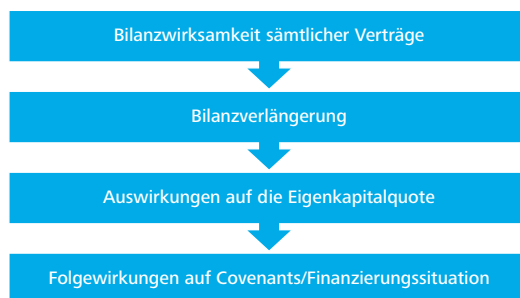 Bilanzwirksamkeit sämtlicher Verträge
Bilanzverlängerung
Auswirkungen auf die Eigenkapitalquote
Folgewirkungen auf Covenants/Finanzierungssituation